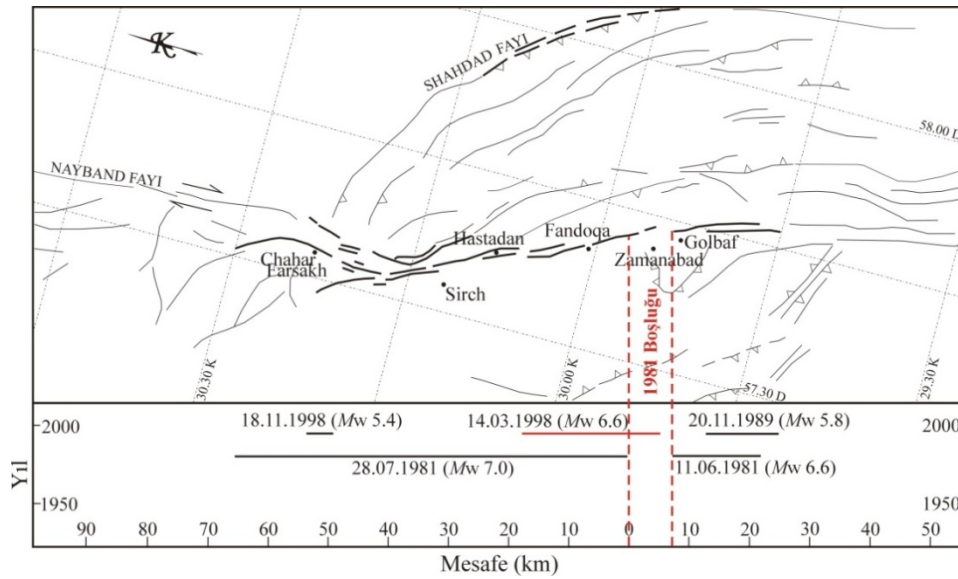 K
SHAHDAD FAYI
58.00 D
NAYBAND FAYI
Hastadan
Fandoqa
Golbaf
Chahar
Farsakh
Zamanabad
Sirch
1981 Boşluğu
30.30 K
30.00 K
57.30 D
29.30 K
2000
18.11.1998 (Mw 5.4)
14.03.1998 (Mw 6.6)
20.11.1989 (Mw 5.8)
2000
28.07.1981 (Mw 7.0)
11.06.1981 (Mw 6.6)
Yıl
1950
1950
90 80 70 60 50 40 30 20 10 0 10 20 30 40 50
Mesafe (km)